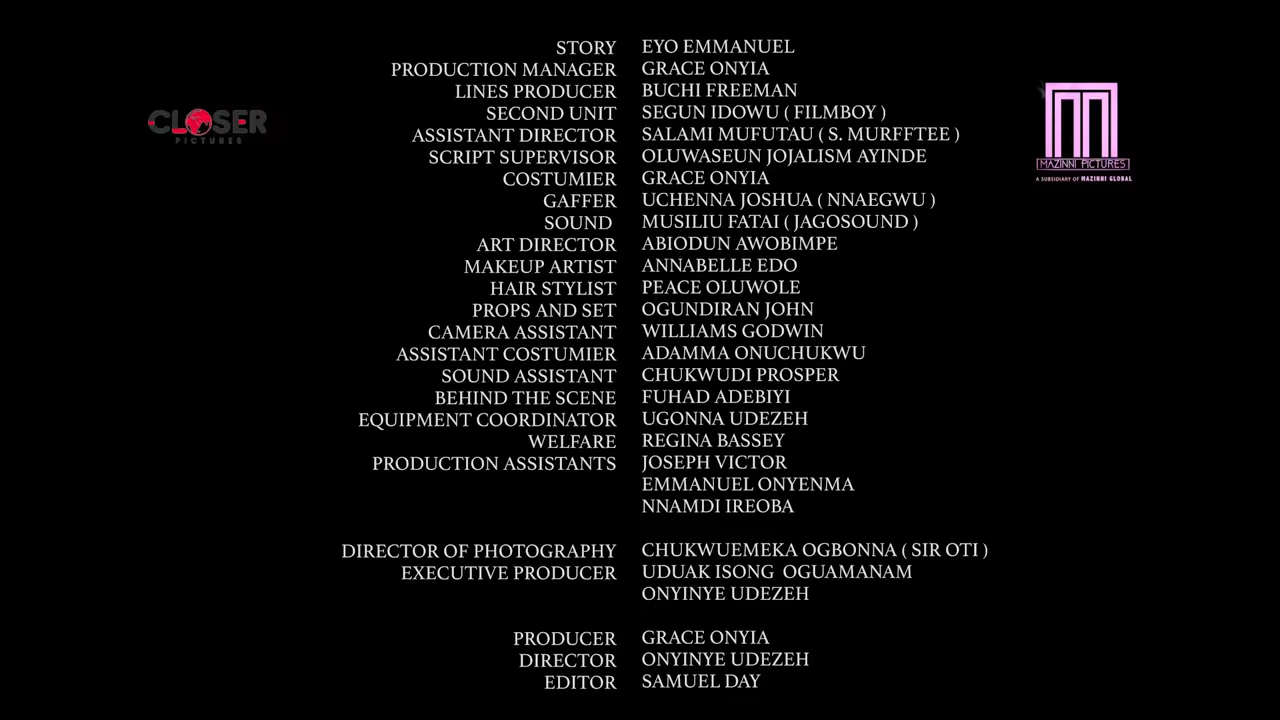 STORY EYO EMMANUEL
PRODUCTION MANAGER GRACE ONYIA
LINES PRODUCER BUCHI FREEMAN
SECOND UNIT SEGUN IDOWU ( FILMBOY )
ASSISTANT DIRECTOR SALAMI MUFUTAU ( S. MURFFTEE )
SCRIPT SUPERVISOR OLUWASEUN JOJALISM AYINDE
COSTUMIER GRACE ONYIA
GAFFER UCHENNA JOSHUA ( NNAEGWU )
SOUND MUSILIU FATAI ( JAGOSOUND )
ART DIRECTOR ABIODUN AWOBIMPE
MAKEUP ARTIST ANNABELLE EDO
HAIR STYLIST PEACE OLUWOLE
PROPS AND SET OGUNDIRAN JOHN
CAMERA ASSISTANT WILLIAMS GODWIN
ASSISTANT COSTUMIER ADAMMA ONUCHUKWU
SOUND ASSISTANT CHUKWUDI PROSPER
BEHIND THE SCENE FUHAD ADEBIYI
EQUIPMENT COORDINATOR UGONNA UDEZEH
WELFARE REGINA BASSEY
PRODUCTION ASSISTANTS JOSEPH VICTOR
EMMANUEL ONYENMA
NNAMDI IREOBA
DIRECTOR OF PHOTOGRAPHY CHUKWUEMEKA OGBONNA ( SIR OTI )
EXECUTIVE PRODUCER UDUAK ISONG OGUAMANAM
ONYINYE UDEZEH
PRODUCER GRACE ONYIA
DIRECTOR ONYINYE UDEZEH
EDITOR SAMUEL DAY
CLOSER
PICTURES
MAZINNI PICTURES
A SUBSIDIARY OF MAZINNI GLOBAL